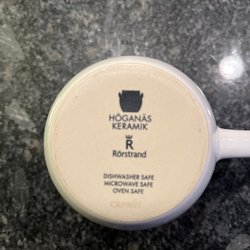 HÖGANÄS
KERAMIK
R
Rörstrand
DISHWASHER SAFE
MICROWAVE SAFE
OVEN SAFE